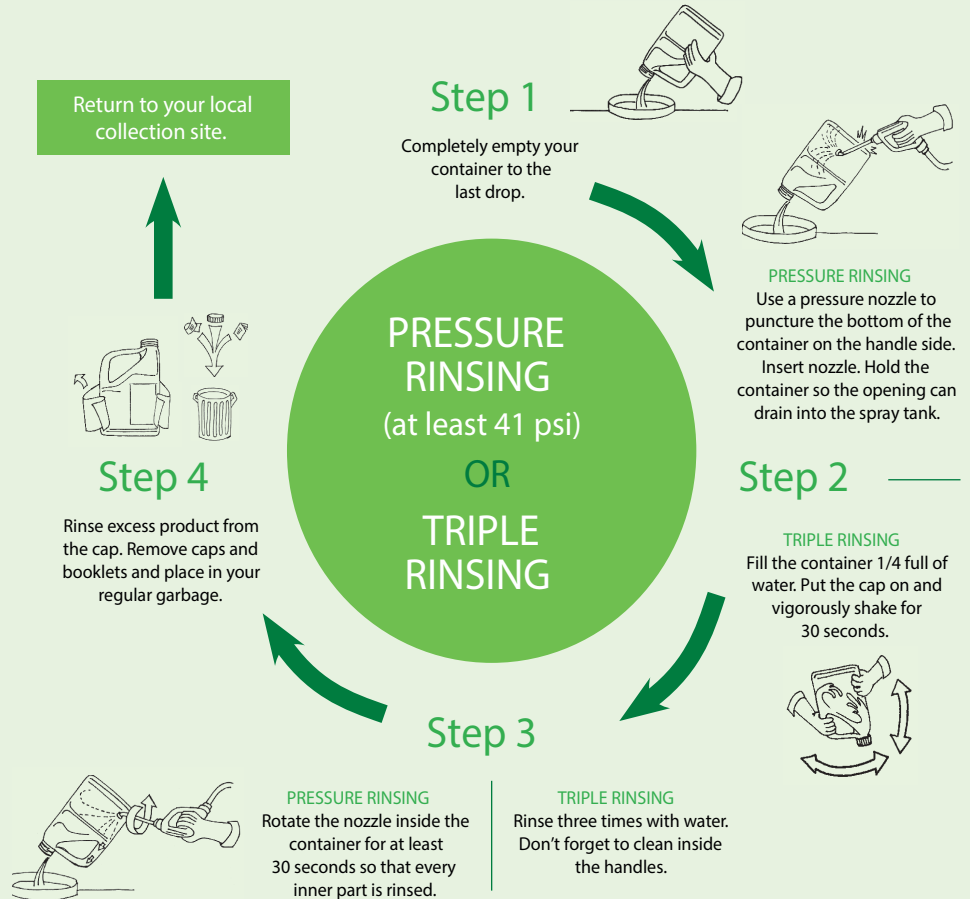 Step 1
Completely empty your
container to the
last drop.
PRESSURE RINSING
Use a pressure nozzle to
puncture the bottom of the
container on the handle side.
Insert nozzle. Hold the
container so the opening can
drain into the spray tank.
Step 2
TRIPLE RINSING
Fill the container 1/4 full of
water. Put the cap on and
vigorously shake for
30 seconds.
Step 3
PRESSURE RINSING
Rotate the nozzle inside the
container for at least
30 seconds so that every
inner part is rinsed.
TRIPLE RINSING
Rinse three times with water.
Don’t forget to clean inside
the handles.
Step 4
Rinse excess product from
the cap. Remove caps and
booklets and place in your
regular garbage.
Return to your local
collection site.
PRESSURE
RINSING
(at least 41 psi)
OR
TRIPLE
RINSING